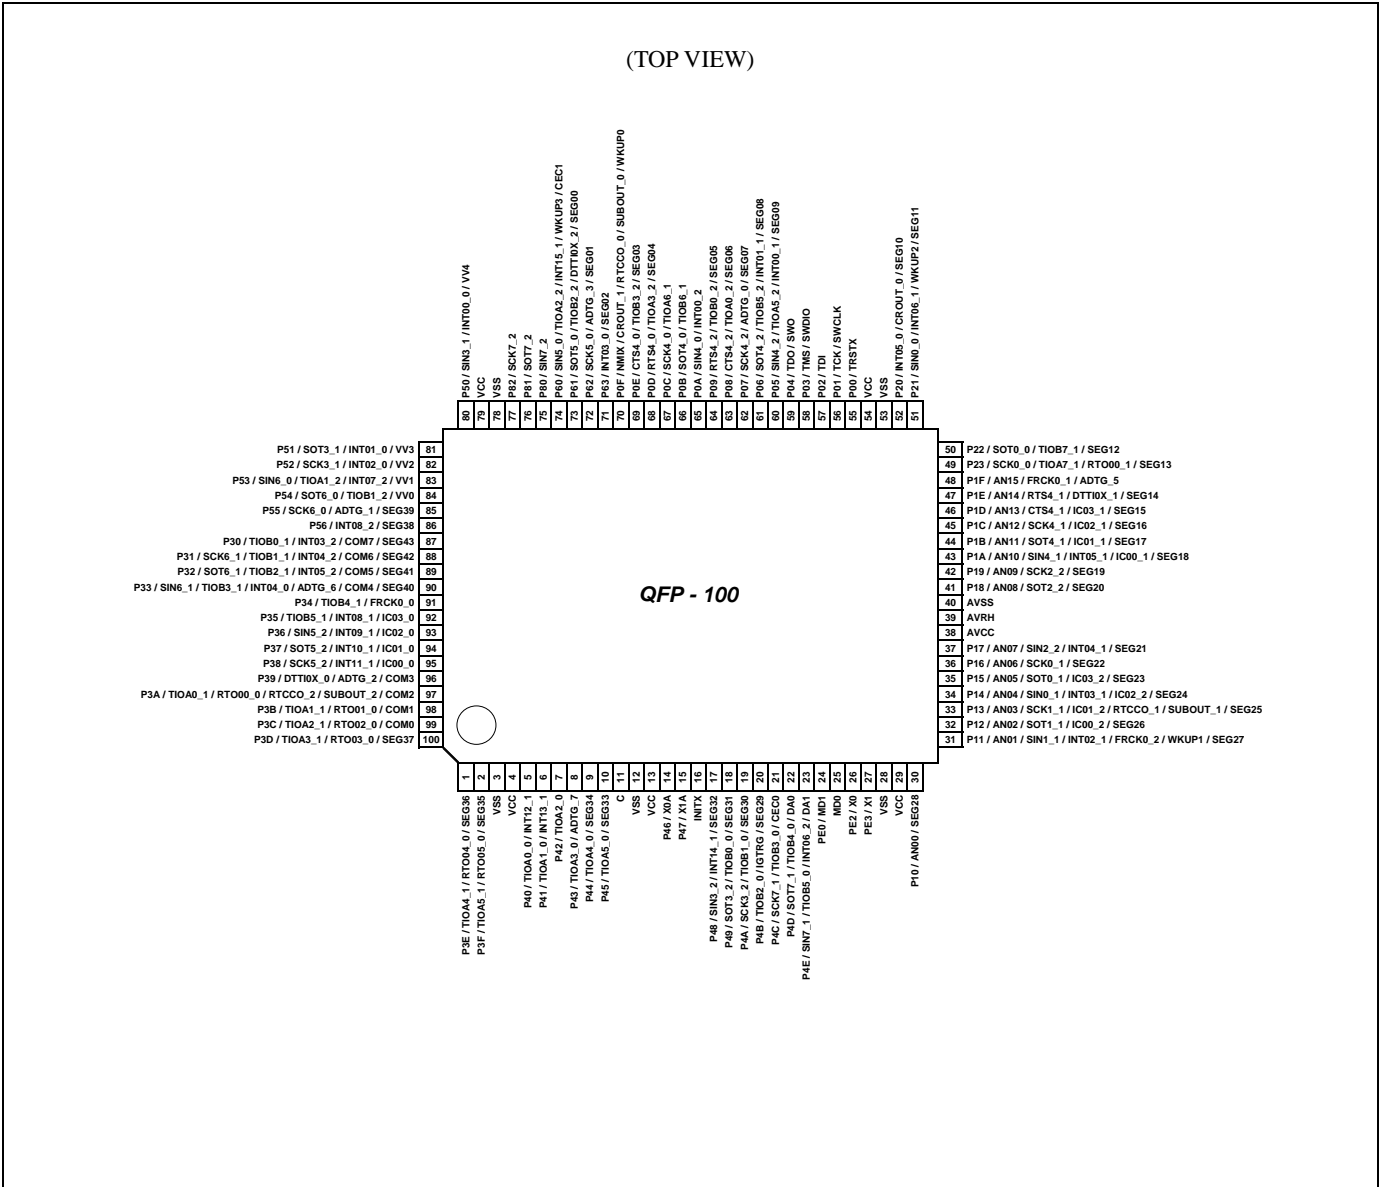 (TOP VIEW)
P50 / SIN3_1 / INT00_0 / VV4
VCC
VSS
P82 / SCK7_2
P81 / SOT7_2
P80 / SIN7_2
P60 / SIN5_0 / TIOA2_2 / INT15_1 / WKUP3 / CEC1
P61 / SOT5_0 / TIOB2_2 / DTTI0X_2 / SEG00
P62 / SCK5_0 / ADTG_3 / SEG01
P63 / INT03_0 / SEG02
P0F / NMIX / CROUT_1 / RTCCO_0 / SUBOUT_0 / WKUP0
P0E / CTS4_0 / TIOB3_2 / SEG03
P0D / RTS4_0 / TIOA3_2 / SEG04
P0C / SCK4_0 / TIOA6_1
P0B / SOT4_0 / TIOB6_1
P0A / SIN4_0 / INT00_2
P09 / RTS4_2 / TIOB0_2 / SEG05
P08 / CTS4_2 / TIOA0_2 / SEG06
P07 / SCK4_2 / ADTG_0 / SEG07
P06 / SOT4_2 / TIOB5_2 / INT01_1 / SEG08
P05 / SIN4_2 / TIOA5_2 / INT00_1 / SEG09
P04 / TDO / SWO
P03 / TMS / SWDIO
P02 / TDI
P01 / TCK / SWCLK
P00 / TRSTX
VCC
VSS
P20 / INT05_0 / CROUT_0 / SEG10
P21 / SIN0_0 / INT06_1 / WKUP2 / SEG11
80 79 78 77 76 75 74 73 72 71 70 69 68 67 66 65 64 63 62 61 60 59 58 57 56 55 54 53 52 51
P51 / SOT3_1 / INT01_0 / VV3 81
P52 / SCK3_1 / INT02_0 / VV2 82
P53 / SIN6_0 / TIOA1_2 / INT07_2 / VV1 83
P54 / SOT6_0 / TIOB1_2 / VV0 84
P55 / SCK6_0 / ADTG_1 / SEG39 85
P56 / INT08_2 / SEG38 86
P30 / TIOB0_1 / INT03_2 / COM7 / SEG43 87
P31 / SCK6_1 / TIOB1_1 / INT04_2 / COM6 / SEG42 88
P32 / SOT6_1 / TIOB2_1 / INT05_2 / COM5 / SEG41 89
P33 / SIN6_1 / TIOB3_1 / INT04_0 / ADTG_6 / COM4 / SEG40 90
P34 / TIOB4_1 / FRCK0_0 91
P35 / TIOB5_1 / INT08_1 / IC03_0 92
P36 / SIN5_2 / INT09_1 / IC02_0 93
P37 / SOT5_2 / INT10_1 / IC01_0 94
P38 / SCK5_2 / INT11_1 / IC00_0 95
P39 / DTTI0X_0 / ADTG_2 / COM3 96
P3A / TIOA0_1 / RTO00_0 / RTCCO_2 / SUBOUT_2 / COM2 97
P3B / TIOA1_1 / RTO01_0 / COM1 98
P3C / TIOA2_1 / RTO02_0 / COM0 99
P3D / TIOA3_1 / RTO03_0 / SEG37 100
QFP - 100
50 P22 / SOT0_0 / TIOB7_1 / SEG12
49 P23 / SCK0_0 / TIOA7_1 / RTO00_1 / SEG13
48 P1F / AN15 / FRCK0_1 / ADTG_5
47 P1E / AN14 / RTS4_1 / DTTI0X_1 / SEG14
46 P1D / AN13 / CTS4_1 / IC03_1 / SEG15
45 P1C / AN12 / SCK4_1 / IC02_1 / SEG16
44 P1B / AN11 / SOT4_1 / IC01_1 / SEG17
43 P1A / AN10 / SIN4_1 / INT05_1 / IC00_1 / SEG18
42 P19 / AN09 / SCK2_2 / SEG19
41 P18 / AN08 / SOT2_2 / SEG20
40 AVSS
39 AVRH
38 AVCC
37 P17 / AN07 / SIN2_2 / INT04_1 / SEG21
36 P16 / AN06 / SCK0_1 / SEG22
35 P15 / AN05 / SOT0_1 / IC03_2 / SEG23
34 P14 / AN04 / SIN0_1 / INT03_1 / IC02_2 / SEG24
33 P13 / AN03 / SCK1_1 / IC01_2 / RTCCO_1 / SUBOUT_1 / SEG25
32 P12 / AN02 / SOT1_1 / IC00_2 / SEG26
31 P11 / AN01 / SIN1_1 / INT02_1 / FRCK0_2 / WKUP1 / SEG27
1 2 3 4 5 6 7 8 9 10 11 12 13 14 15 16 17 18 19 20 21 22 23 24 25 26 27 28 29 30
P3E / TIOA4_1 / RTO04_0 / SEG36
P3F / TIOA5_1 / RTO05_0 / SEG35
VSS
VCC
P40 / TIOA0_0 / INT12_1
P41 / TIOA1_0 / INT13_1
P42 / TIOA2_0
P43 / TIOA3_0 / ADTG_7
P44 / TIOA4_0 / SEG34
P45 / TIOA5_0 / SEG33
C
VSS
VCC
P46 / X0A
P47 / X1A
INITX
P48 / SIN3_2 / INT14_1 / SEG32
P49 / SOT3_2 / TIOB0_0 / SEG31
P4A / SCK3_2 / TIOB1_0 / SEG30
P4B / TIOB2_0 / IGTRG / SEG29
P4C / SCK7_1 / TIOB3_0 / CEC0
P4D / SOT7_1 / TIOB4_0 / DA0
P4E / SIN7_1 / TIOB5_0 / INT06_2 / DA1
PE0 / MD1
MD0
PE2 / X0
PE3 / X1
VSS
VCC
P10 / AN00 / SEG28